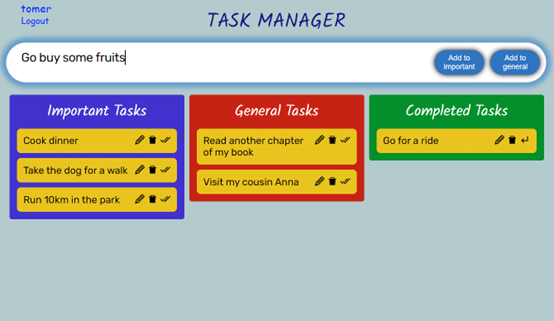 tomer
Logout
TASK MANAGER
Go buy some fruits
Add to
important
Add to
general
Important Tasks
Cook dinner
Take the dog for a walk
Run 10km in the park
General Tasks
Read another chapter
of my book
Visit my cousin Anna
Completed Tasks
Go for a ride